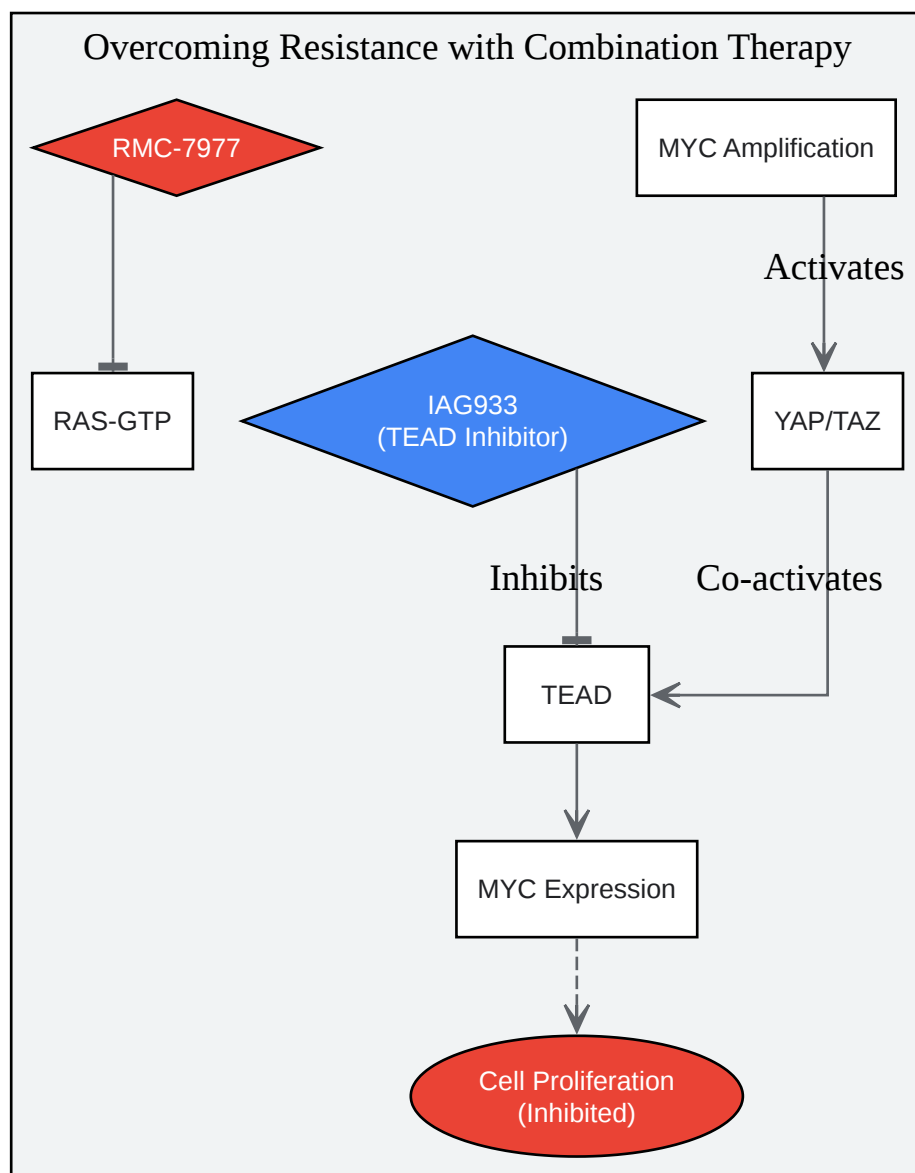 Overcoming Resistance with Combination Therapy
RMC-7977
MYC Amplification
Activates
RAS-GTP
IAG933
(TEAD Inhibitor)
YAP/TAZ
Inhibits
Co-activates
TEAD
MYC Expression
Cell Proliferation
(Inhibited)